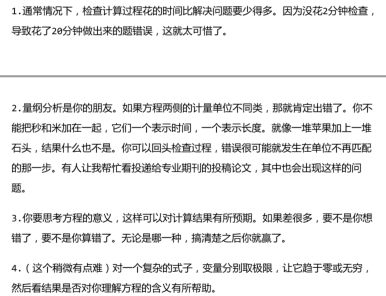 1.通常情况下，检查计算过程花的时间比解决问题要少得多。因为没花2分钟检查，
导致花了20分钟做出来的题错误，这就太可惜了。
2.量纲分析是你的朋友。如果方程两侧的计量单位不同类，那就肯定出错了。你不
能把秒和米加在一起，它们一个表示时间，一个表示长度。就像一堆苹果加上一堆
石头，结果什么也不是。你可以回头检查过程，错误很可能就发生在单位不再匹配
的那一步。有人让我帮忙看投递给专业期刊的投稿论文，其中也会出现这样的问
题。
3.你要思考方程的意义，这样可以对计算结果有所预期。如果差很多，要不是你想
错了，要不是你算错了。无论是哪一种，搞清楚之后你就赢了。
4.（这个稍微有点难）对一个复杂的式子，变量分别取极限，让它趋于零或无穷，
然后看结果是否对你理解方程的含义有所帮助。